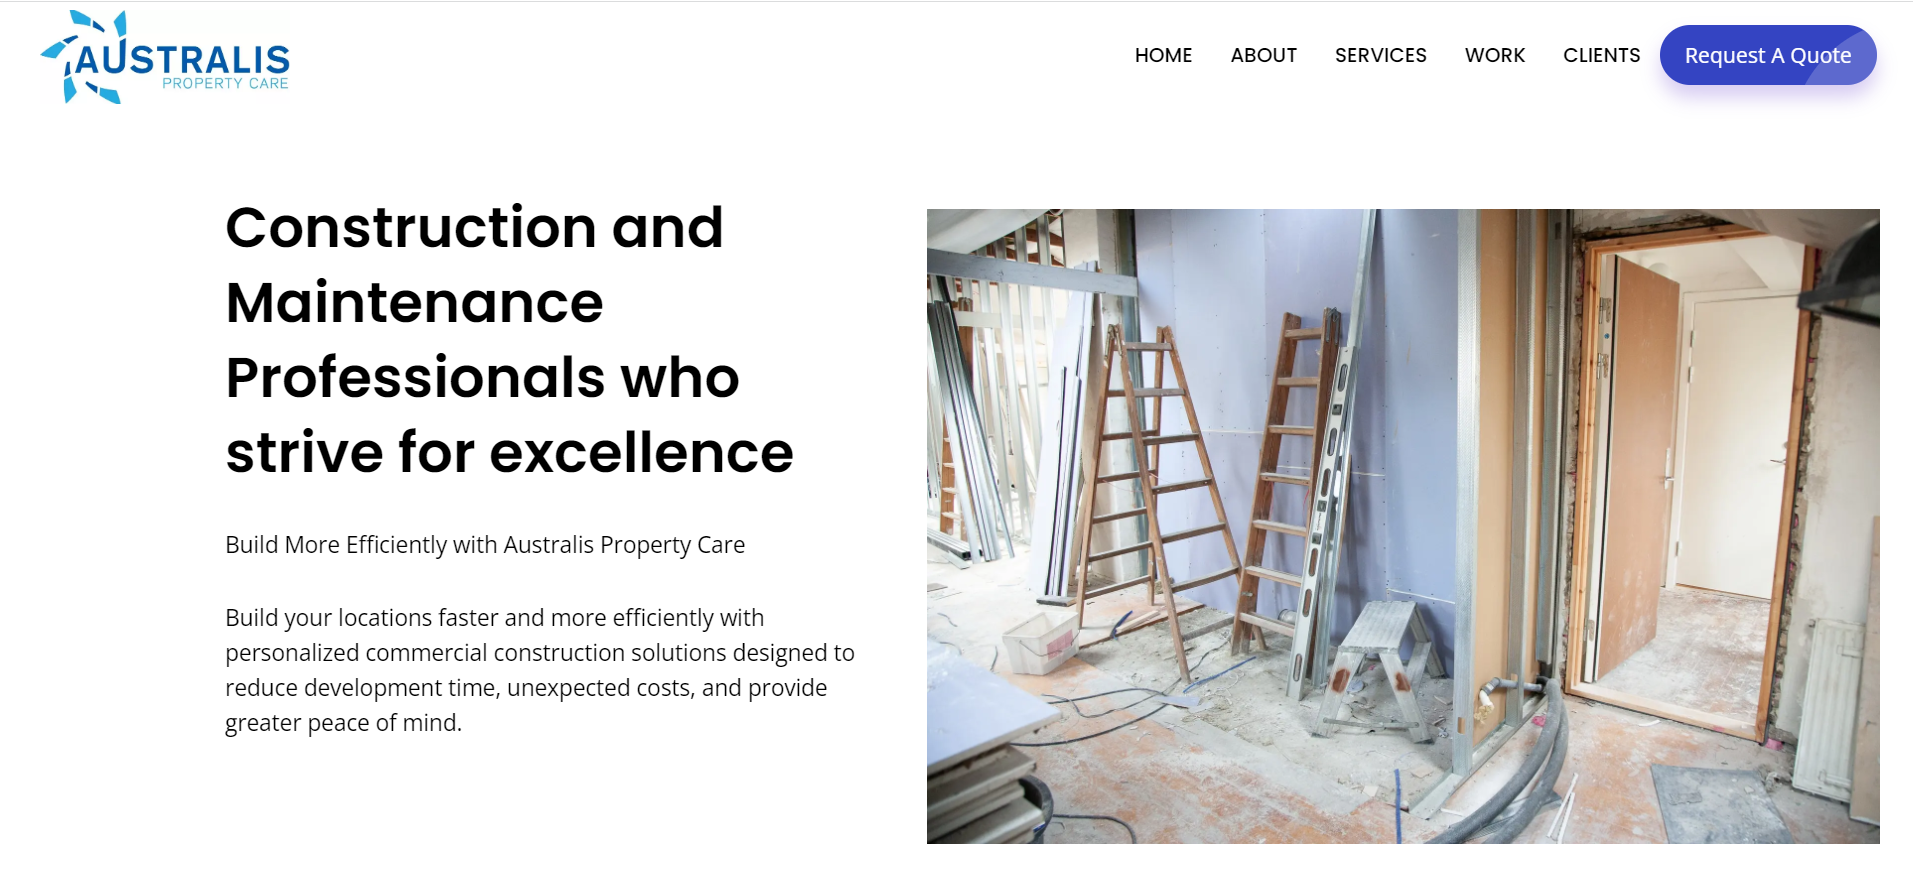 AUSTRALIS
PROPERTY CARE
HOME ABOUT SERVICES WORK CLIENTS Request A Quote
Construction and
Maintenance
Professionals who
strive for excellence
Build More Efficiently with Australis Property Care
Build your locations faster and more efficiently with
personalized commercial construction solutions designed to
reduce development time, unexpected costs, and provide
greater peace of mind.